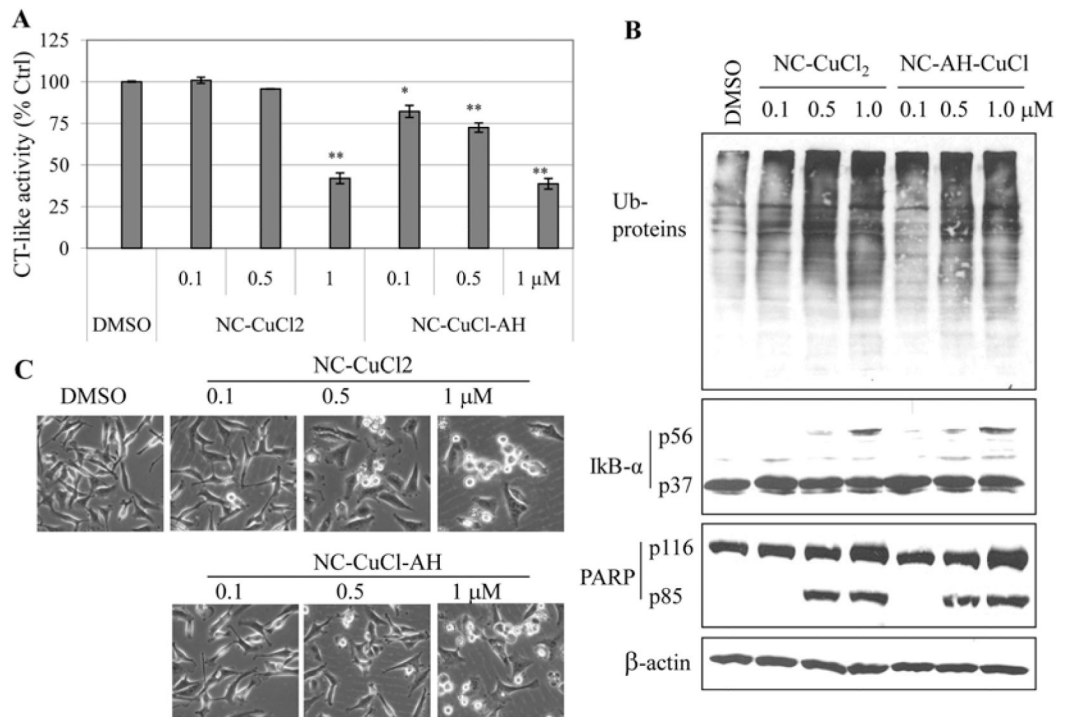 A
CT-like activity (% Ctrl)
125
100
75
50
25
0
*
**
**
**
0.1 0.5 1 0.1 0.5 1 μM
DMSO NC-CuCl2 NC-CuCl-AH
B
DMSO
NC-CuCl₂ NC-AH-CuCl
0.1 0.5 1.0 0.1 0.5 1.0 μM
Ub-
proteins
IkB-α
p56
p37
PARP
p116
p85
β-actin
C
NC-CuCl2
DMSO 0.1 0.5 1 μM
NC-CuCl-AH
0.1 0.5 1 μM